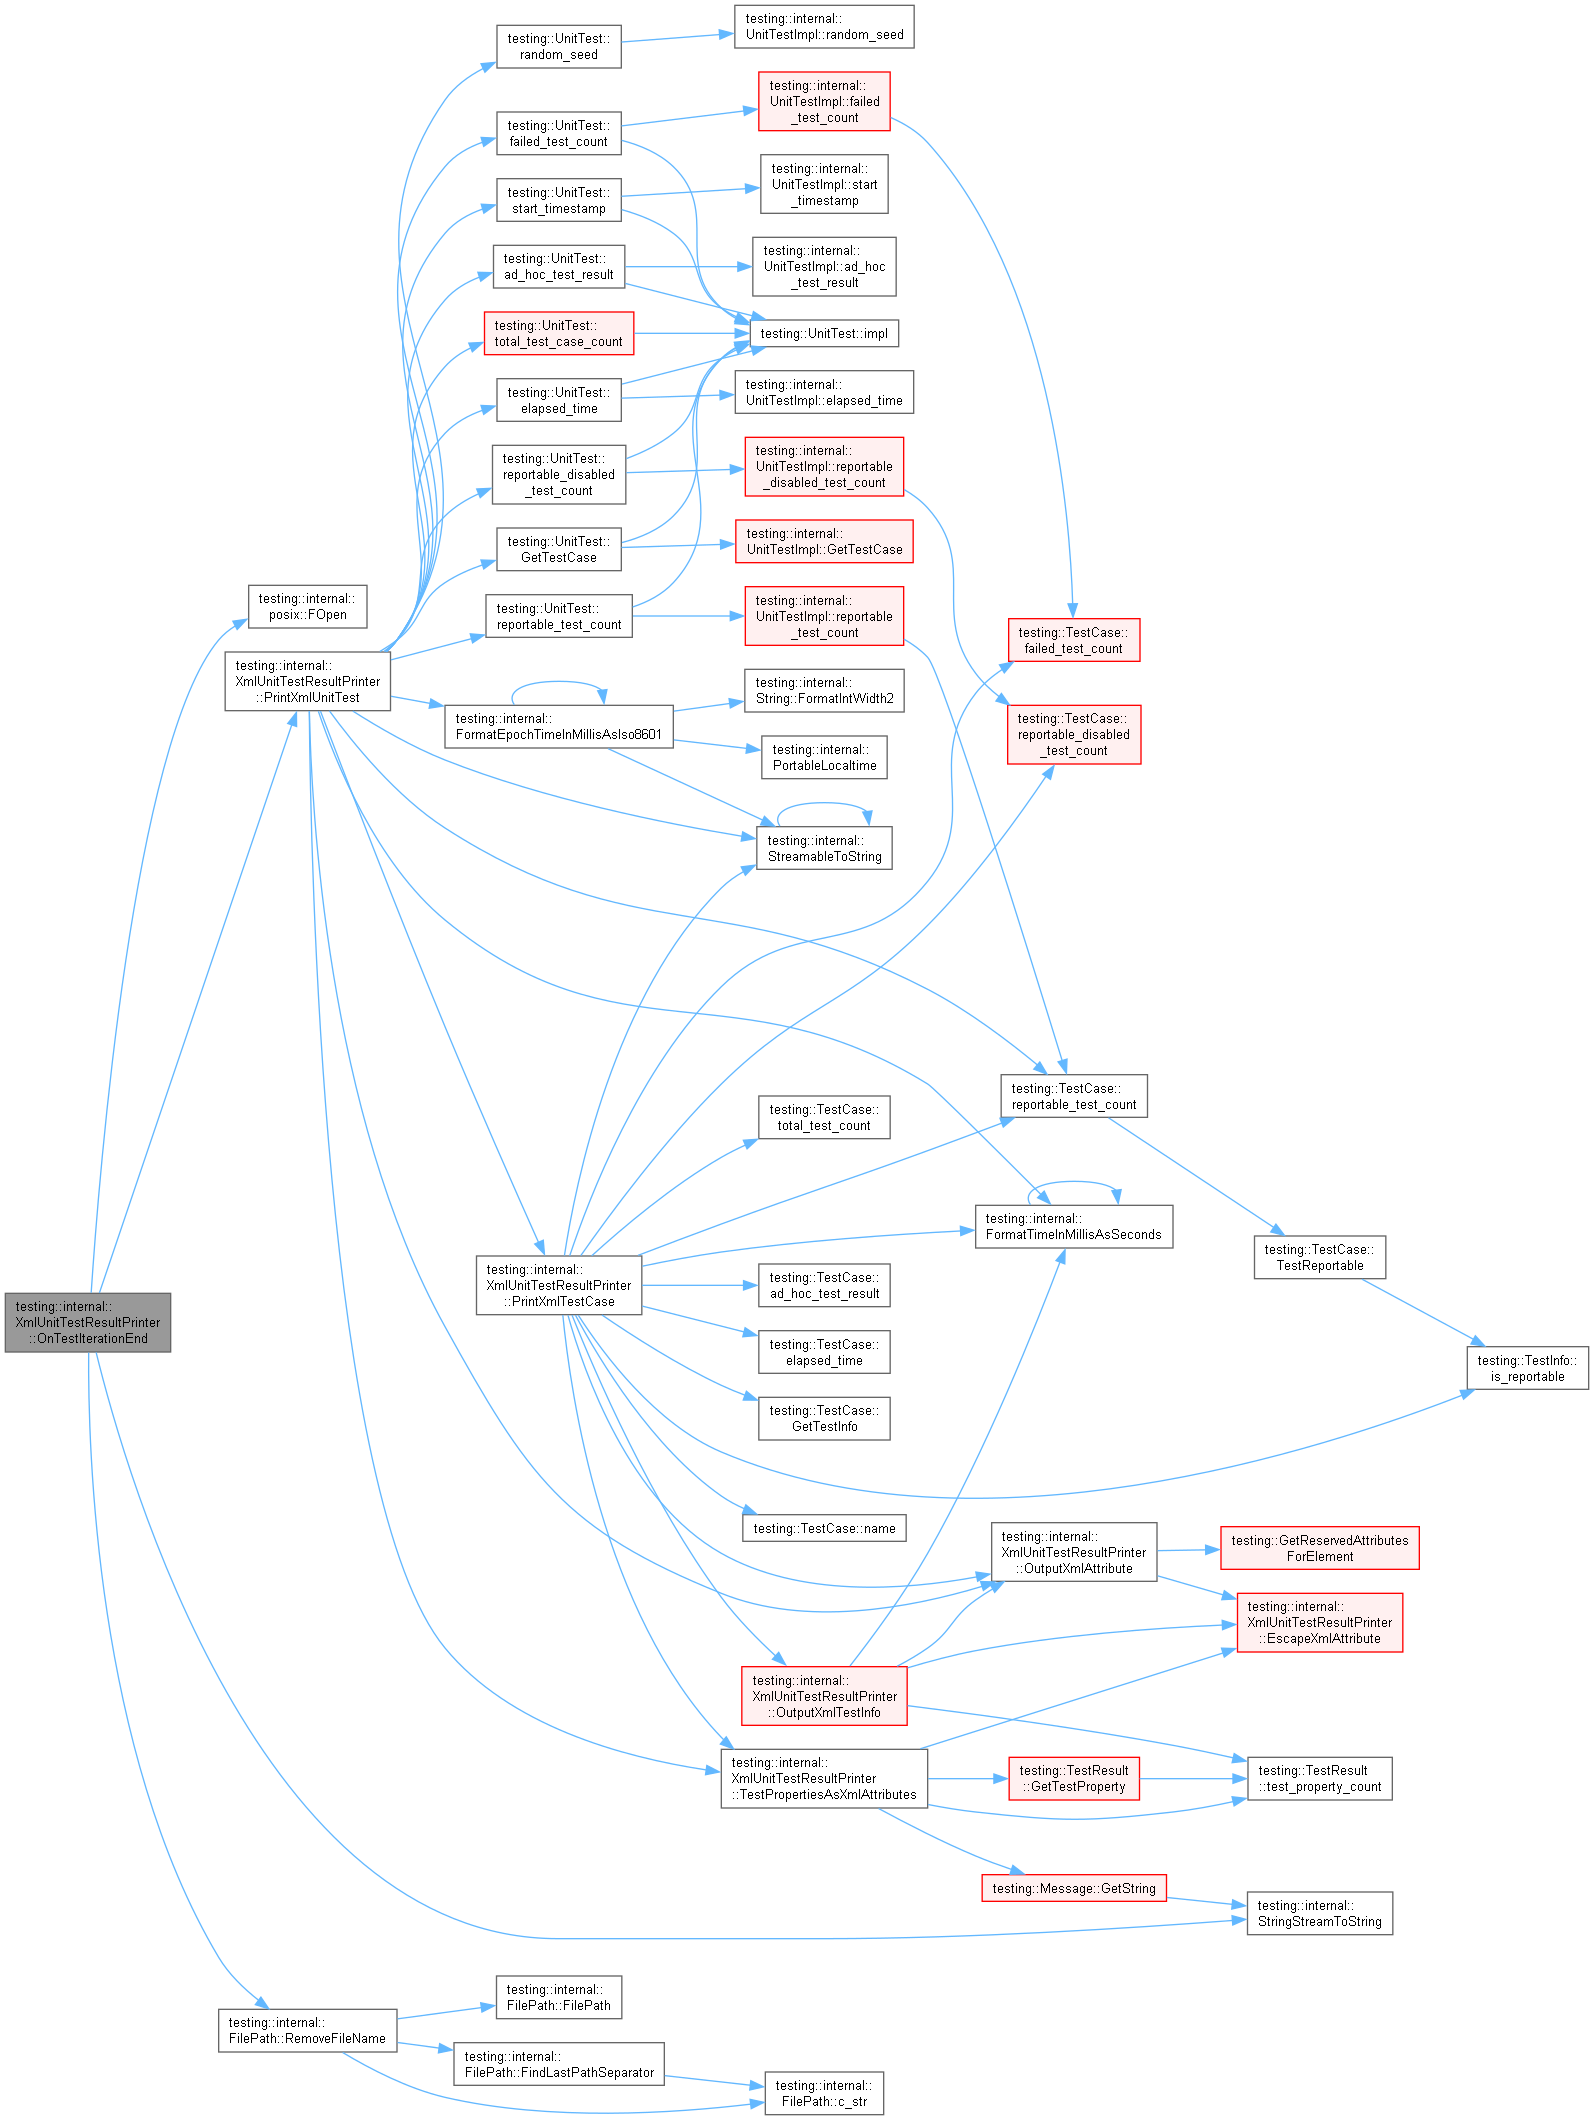 testing::internal::
XmlUnitTestResultPrinter
::OnTestIterationEnd
testing::internal::
posix::FOpen
testing::internal::
XmlUnitTestResultPrinter
::PrintXmlUnitTest
testing::internal::
FilePath::RemoveFileName
testing::UnitTest::
random_seed
testing::UnitTest::
failed_test_count
testing::UnitTest::
start_timestamp
testing::UnitTest::
ad_hoc_test_result
testing::UnitTest::
total_test_case_count
testing::UnitTest::
elapsed_time
testing::UnitTest::
reportable_disabled
_test_count
testing::UnitTest::
GetTestCase
testing::UnitTest::
reportable_test_count
testing::internal::
FormatEpochTimeInMillisAsIso8601
testing::internal::
XmlUnitTestResultPrinter
::PrintXmlTestCase
testing::internal::
FilePath::FilePath
testing::internal::
FilePath::FindLastPathSeparator
testing::internal::
UnitTestImpl::random_seed
testing::internal::
UnitTestImpl::failed
_test_count
testing::internal::
UnitTestImpl::start
_timestamp
testing::internal::
UnitTestImpl::ad_hoc
_test_result
testing::UnitTest::impl
testing::internal::
UnitTestImpl::elapsed_time
testing::internal::
UnitTestImpl::reportable
_disabled_test_count
testing::internal::
UnitTestImpl::GetTestCase
testing::internal::
UnitTestImpl::reportable
_test_count
testing::internal::
String::FormatIntWidth2
testing::internal::
PortableLocaltime
testing::internal::
StreamableToString
testing::TestCase::
total_test_count
testing::TestCase::
ad_hoc_test_result
testing::TestCase::
elapsed_time
testing::TestCase::
GetTestInfo
testing::TestCase::name
testing::internal::
XmlUnitTestResultPrinter
::OutputXmlTestInfo
testing::internal::
XmlUnitTestResultPrinter
::TestPropertiesAsXmlAttributes
testing::internal::
FilePath::c_str
testing::TestCase::
failed_test_count
testing::TestCase::
reportable_disabled
_test_count
testing::TestCase::
reportable_test_count
testing::internal::
FormatTimeInMillisAsSeconds
testing::internal::
XmlUnitTestResultPrinter
::OutputXmlAttribute
testing::TestResult
::GetTestProperty
testing::Message::GetString
testing::TestCase::
TestReportable
testing::GetReservedAttributes
ForElement
testing::internal::
XmlUnitTestResultPrinter
::EscapeXmlAttribute
testing::TestResult
::test_property_count
testing::internal::
StringStreamToString
testing::TestInfo::
is_reportable